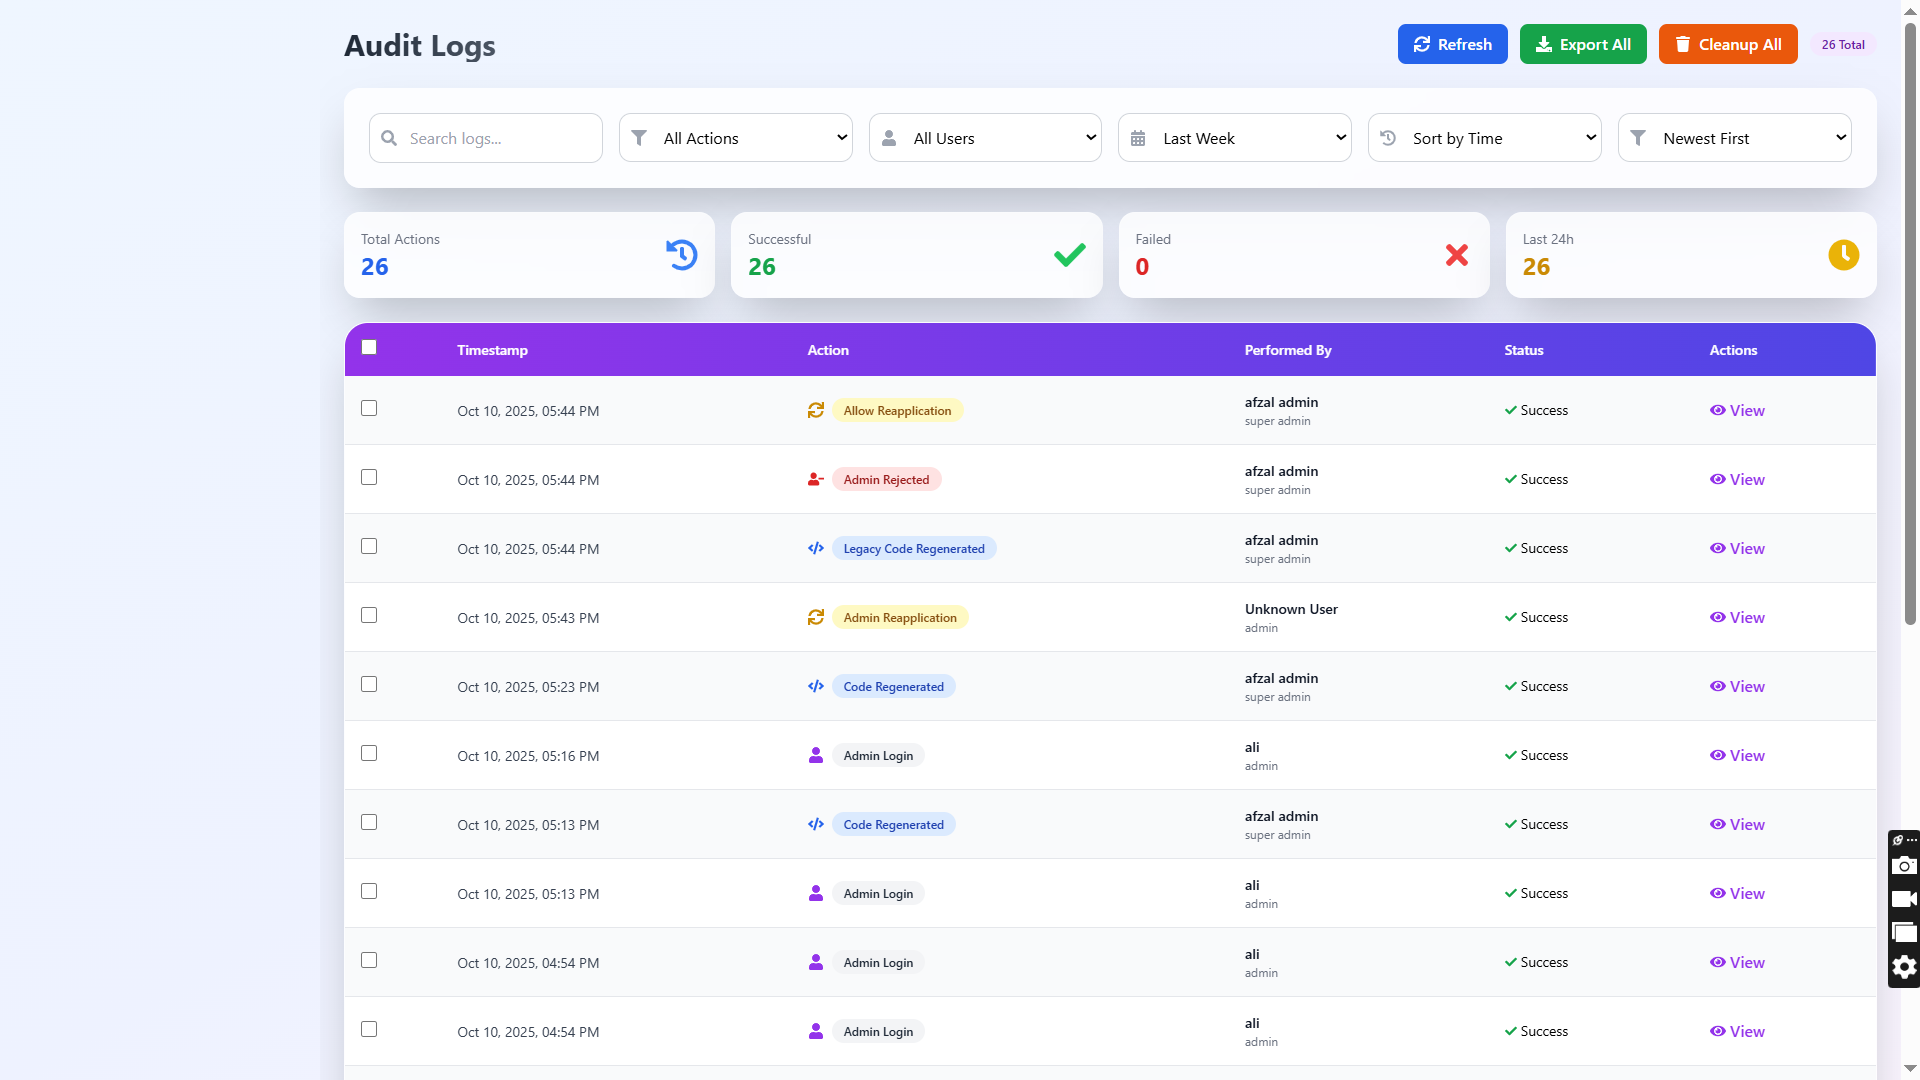 Audit Logs
Refresh
Export All
Cleanup All
26 Total
Search logs...
All Actions
All Users
Last Week
Sort by Time
Newest First
Total Actions
26
Successful
26
Failed
0
Last 24h
26
Timestamp Action Performed By Status Actions
Oct 10, 2025, 05:44 PM Allow Reapplication afzal admin Success View
super admin
Oct 10, 2025, 05:44 PM Admin Rejected afzal admin Success View
super admin
Oct 10, 2025, 05:44 PM Legacy Code Regenerated afzal admin Success View
super admin
Oct 10, 2025, 05:43 PM Admin Reapplication Unknown User Success View
admin
Oct 10, 2025, 05:23 PM Code Regenerated afzal admin Success View
super admin
Oct 10, 2025, 05:16 PM Admin Login ali Success View
admin
Oct 10, 2025, 05:13 PM Code Regenerated afzal admin Success View
super admin
Oct 10, 2025, 05:13 PM Admin Login ali Success View
admin
Oct 10, 2025, 04:54 PM Admin Login ali Success View
admin
Oct 10, 2025, 04:54 PM Admin Login ali Success View
admin